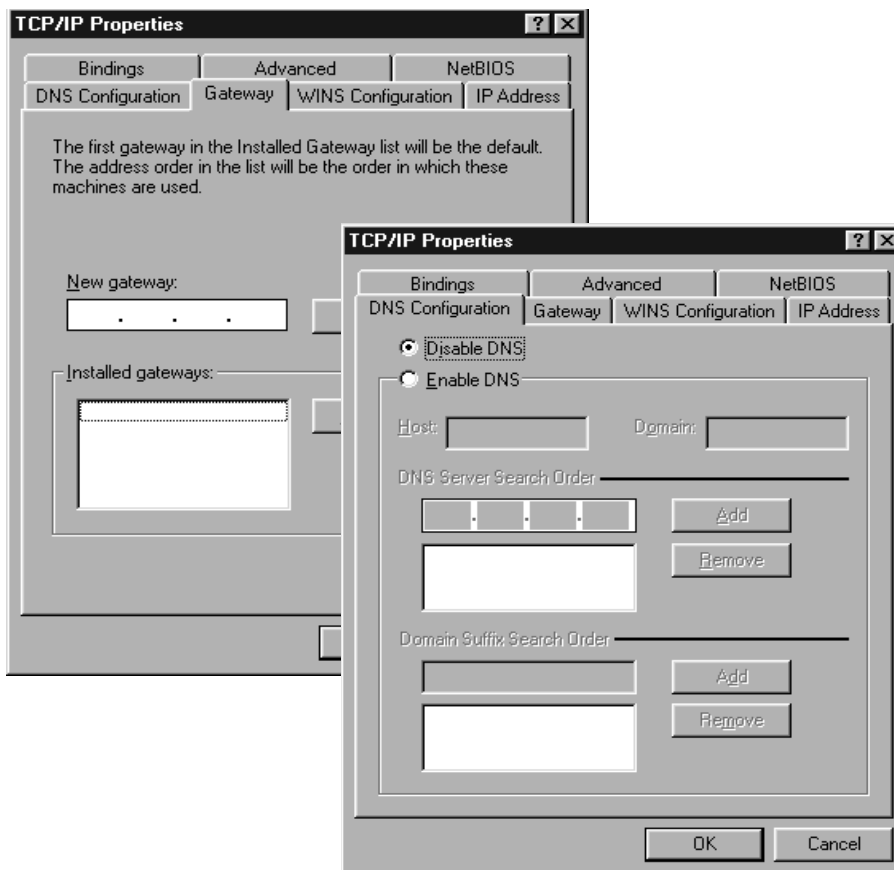 TCP/IP Properties
Bindings Advanced NetBIOS
DNS Configuration Gateway WINS Configuration IP Address
The first gateway in the Installed Gateway list will be the default.
The address order in the list will be the order in which these
machines are used.
New gateway:
. . .
Installed gateways:
TCP/IP Properties
Bindings Advanced NetBIOS
DNS Configuration Gateway WINS Configuration IP Address
Disable DNS
Enable DNS
Host: Domain:
DNS Server Search Order
. . . Add
Remove
Domain Suffix Search Order
Add
Remove
OK Cancel